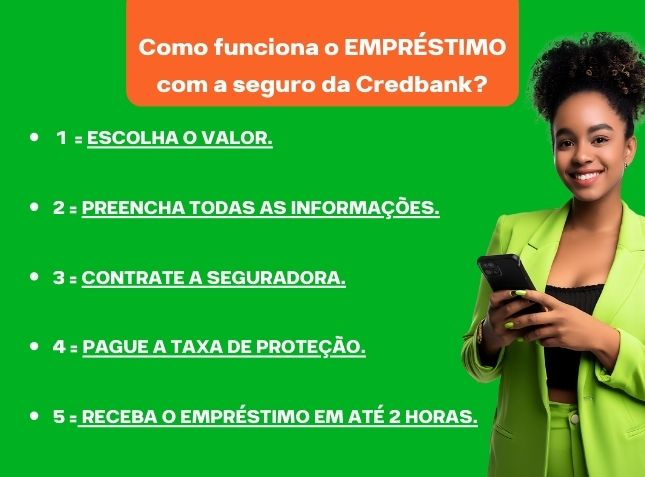 Como funciona o EMPRÉSTIMO
com a seguro da Credbank?
• 1 = ESCOLHA O VALOR.
• 2 = PREENCHA TODAS AS INFORMAÇÕES.
• 3 = CONTRATE A SEGURADORA.
• 4 = PAGUE A TAXA DE PROTEÇÃO.
• 5 = RECEBA O EMPRÉSTIMO EM ATÉ 2 HORAS.